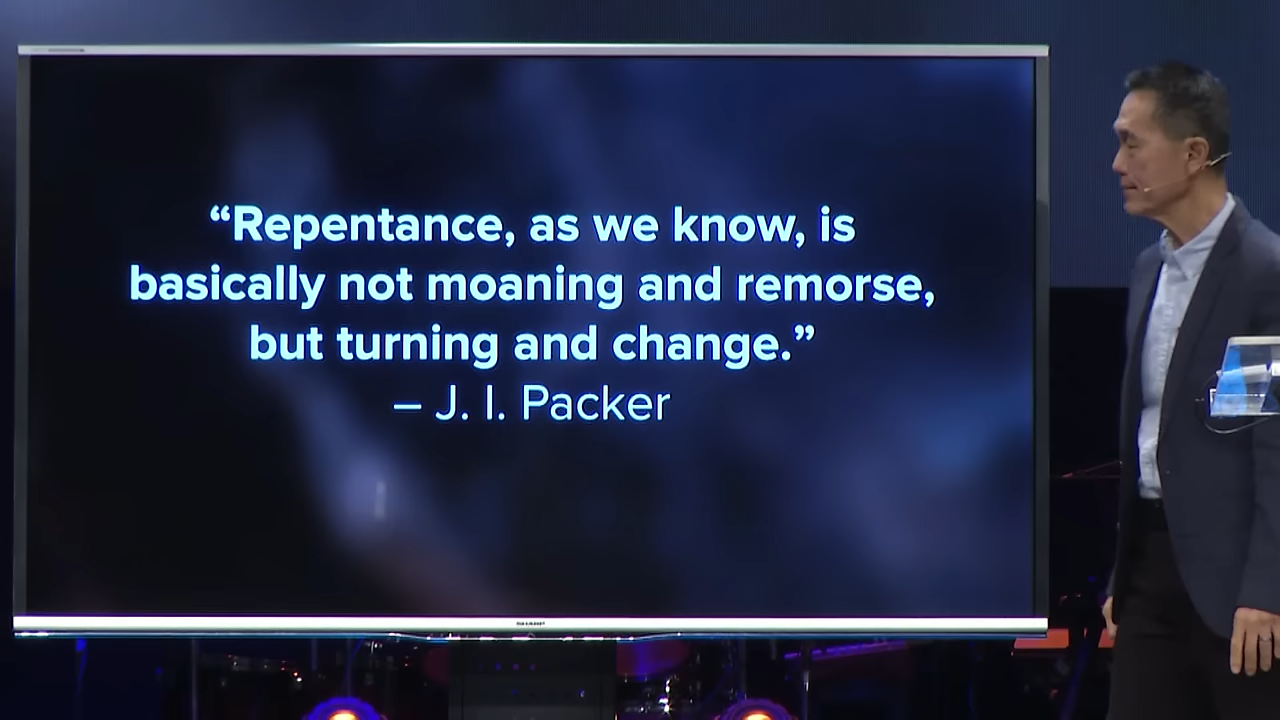 “Repentance, as we know, is
basically not moaning and remorse,
but turning and change.”
– J. I. Packer